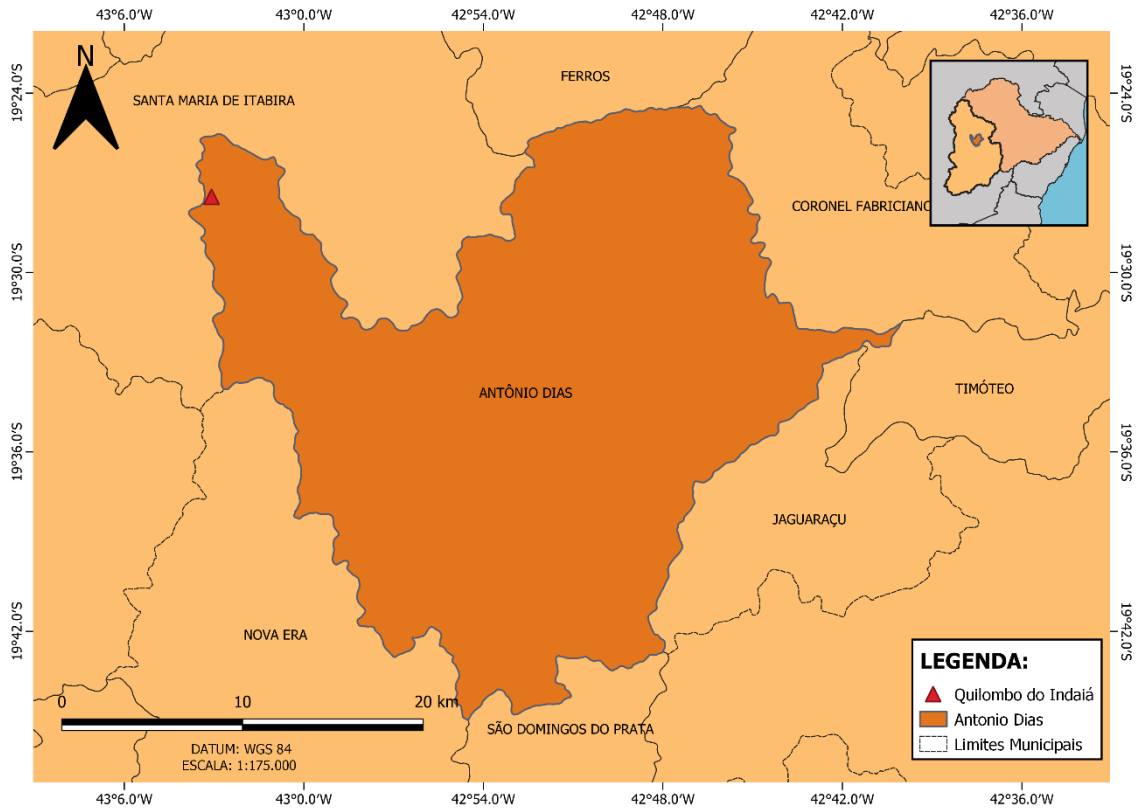 43°6.0'W 43°0.0'W 42°54.0'W 42°48.0'W 42°42.0'W 42°36.0'W
N
FERROS
SANTA MARIA DE ITABIRA
19°24.0'S 19°24.0'S
CORONEL FABRICIANO
19°30.0'S 19°30.0'S
ANTÔNIO DIAS
TIMÓTEO
19°36.0'S 19°36.0'S
JAGUARAÇU
NOVA ERA
19°42.0'S 19°42.0'S
LEGENDA:
Quilombo do Indaiá
Antonio Dias
Limites Municipais
0 10 20 km
SÃO DOMINGOS DO PRATA
DATUM: WGS 84
ESCALA: 1:175.000
43°6.0'W 43°0.0'W 42°54.0'W 42°48.0'W 42°42.0'W 42°36.0'W